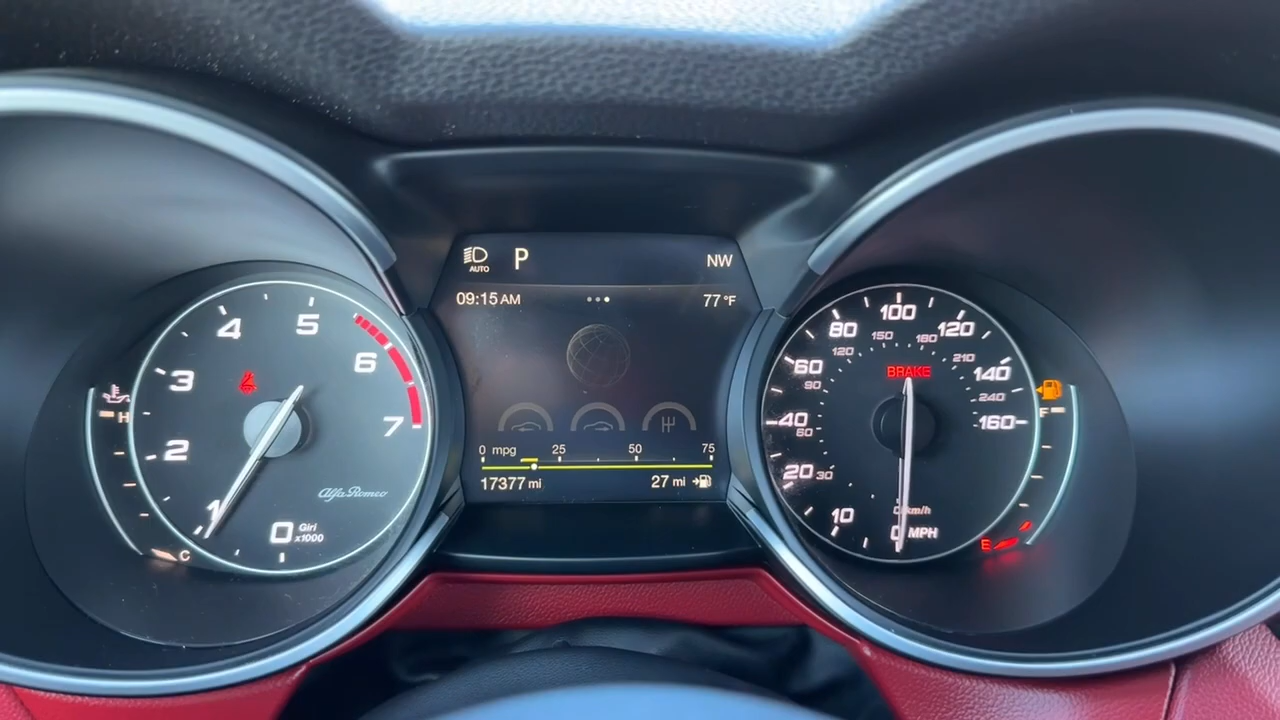 4
5
3
6
2
7
1
0
Giri
x1000
Alfa Romeo
H
C
AUTO
P
NW
09:15 AM
77 °F
0 mpg 25 50 75
17377 mi
27 mi
100
80
120
60
140
40
160
20
10
0 MPH
150
120
180
90
210
60
240
30
km/h
BRAKE
F
E